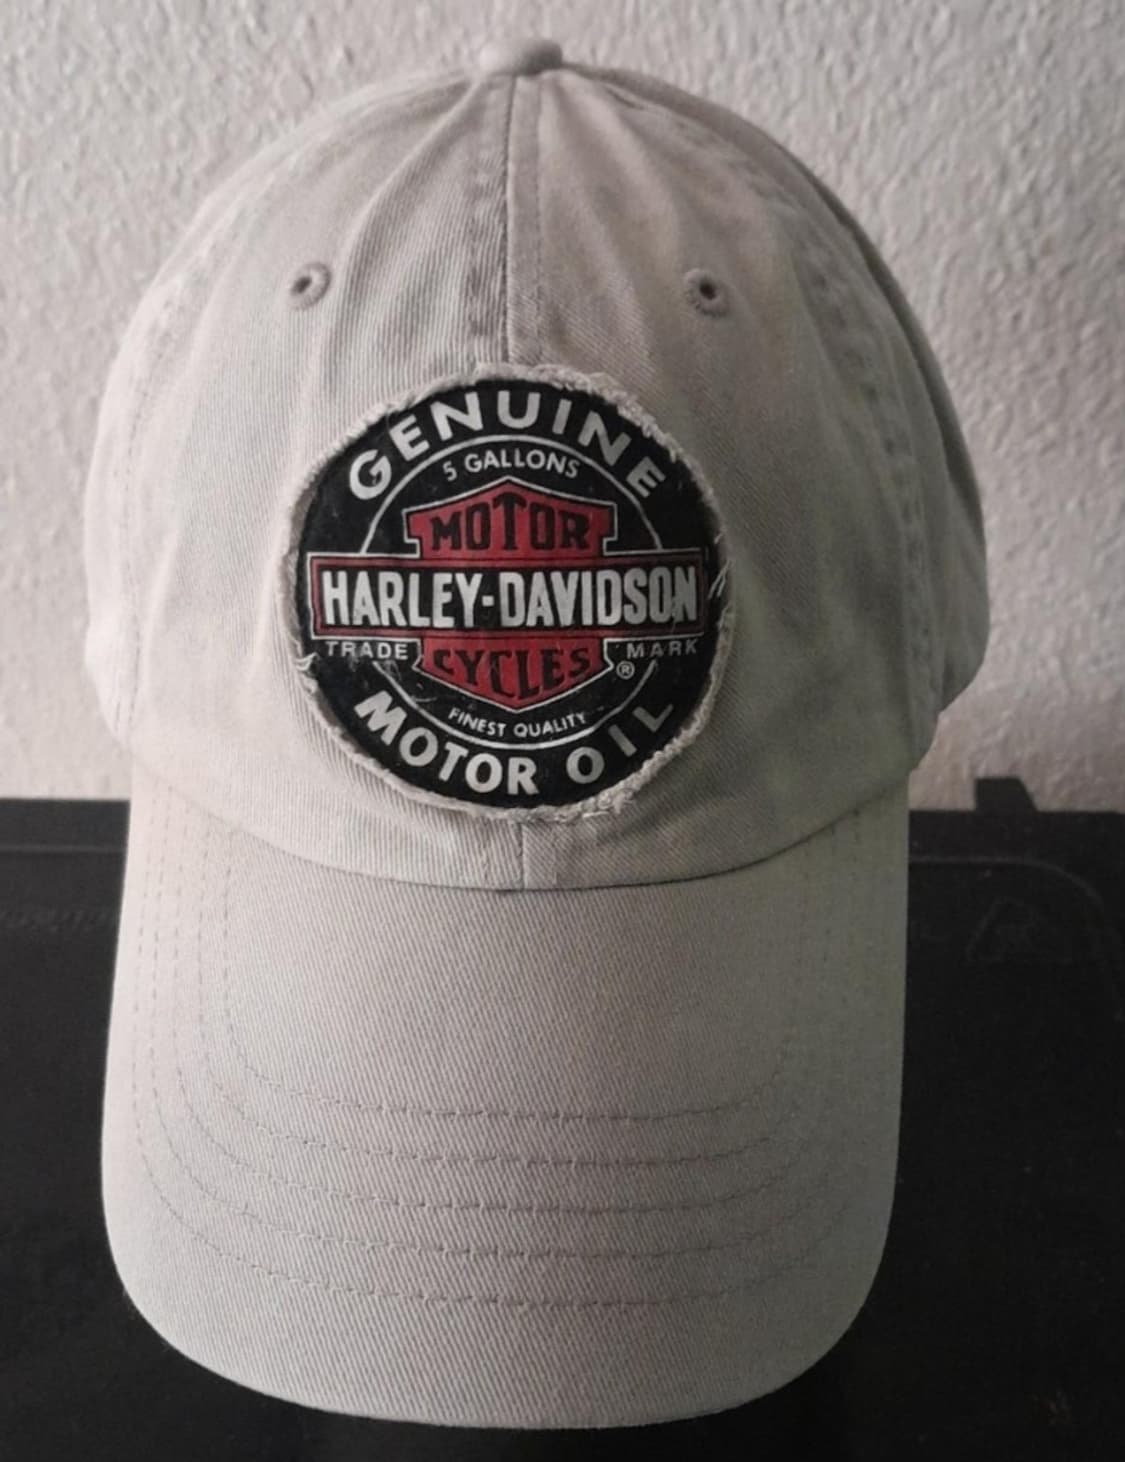 GENUINE
5 GALLONS
MOTOR
HARLEY-DAVIDSON
TRADE MARK
CYCLES ®
FINEST QUALITY
MOTOR OIL